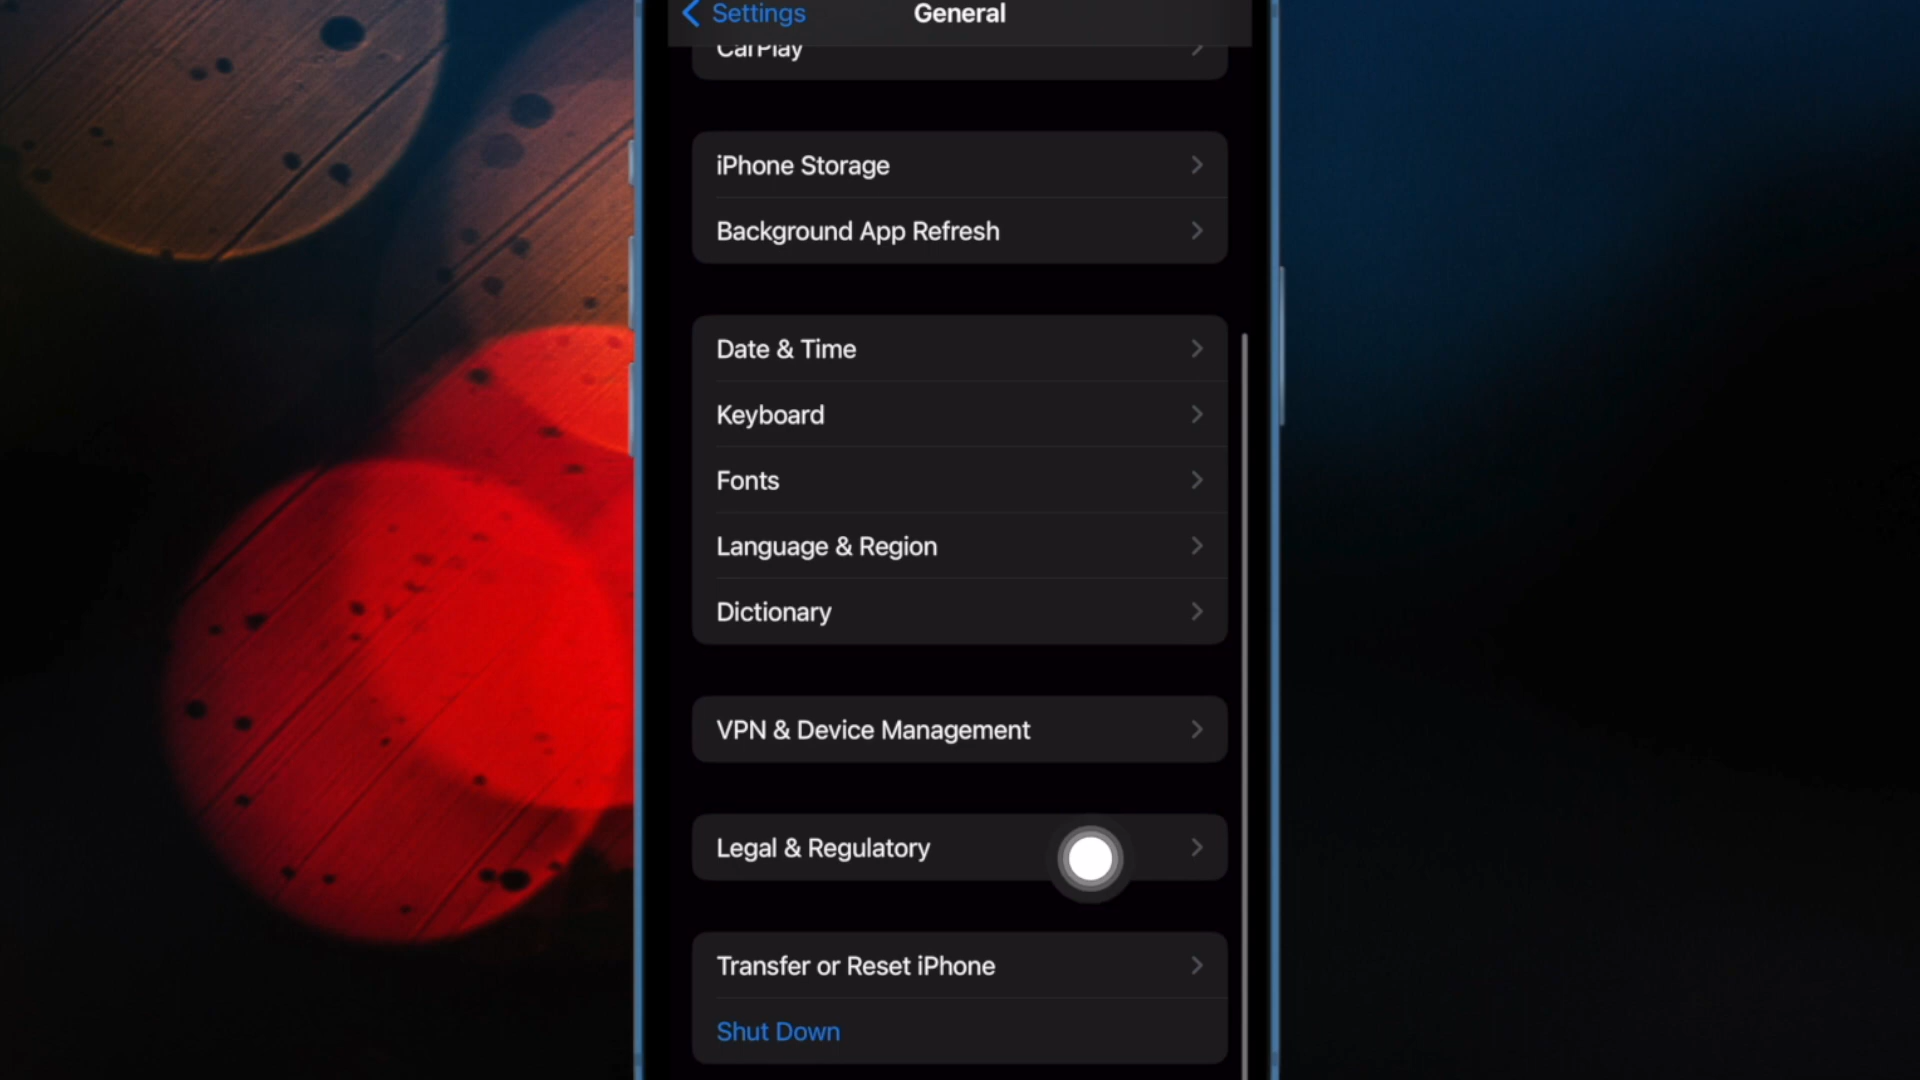 Settings
General
CarPlay
iPhone Storage
Background App Refresh
Date & Time
Keyboard
Fonts
Language & Region
Dictionary
VPN & Device Management
Legal & Regulatory
Transfer or Reset iPhone
Shut Down